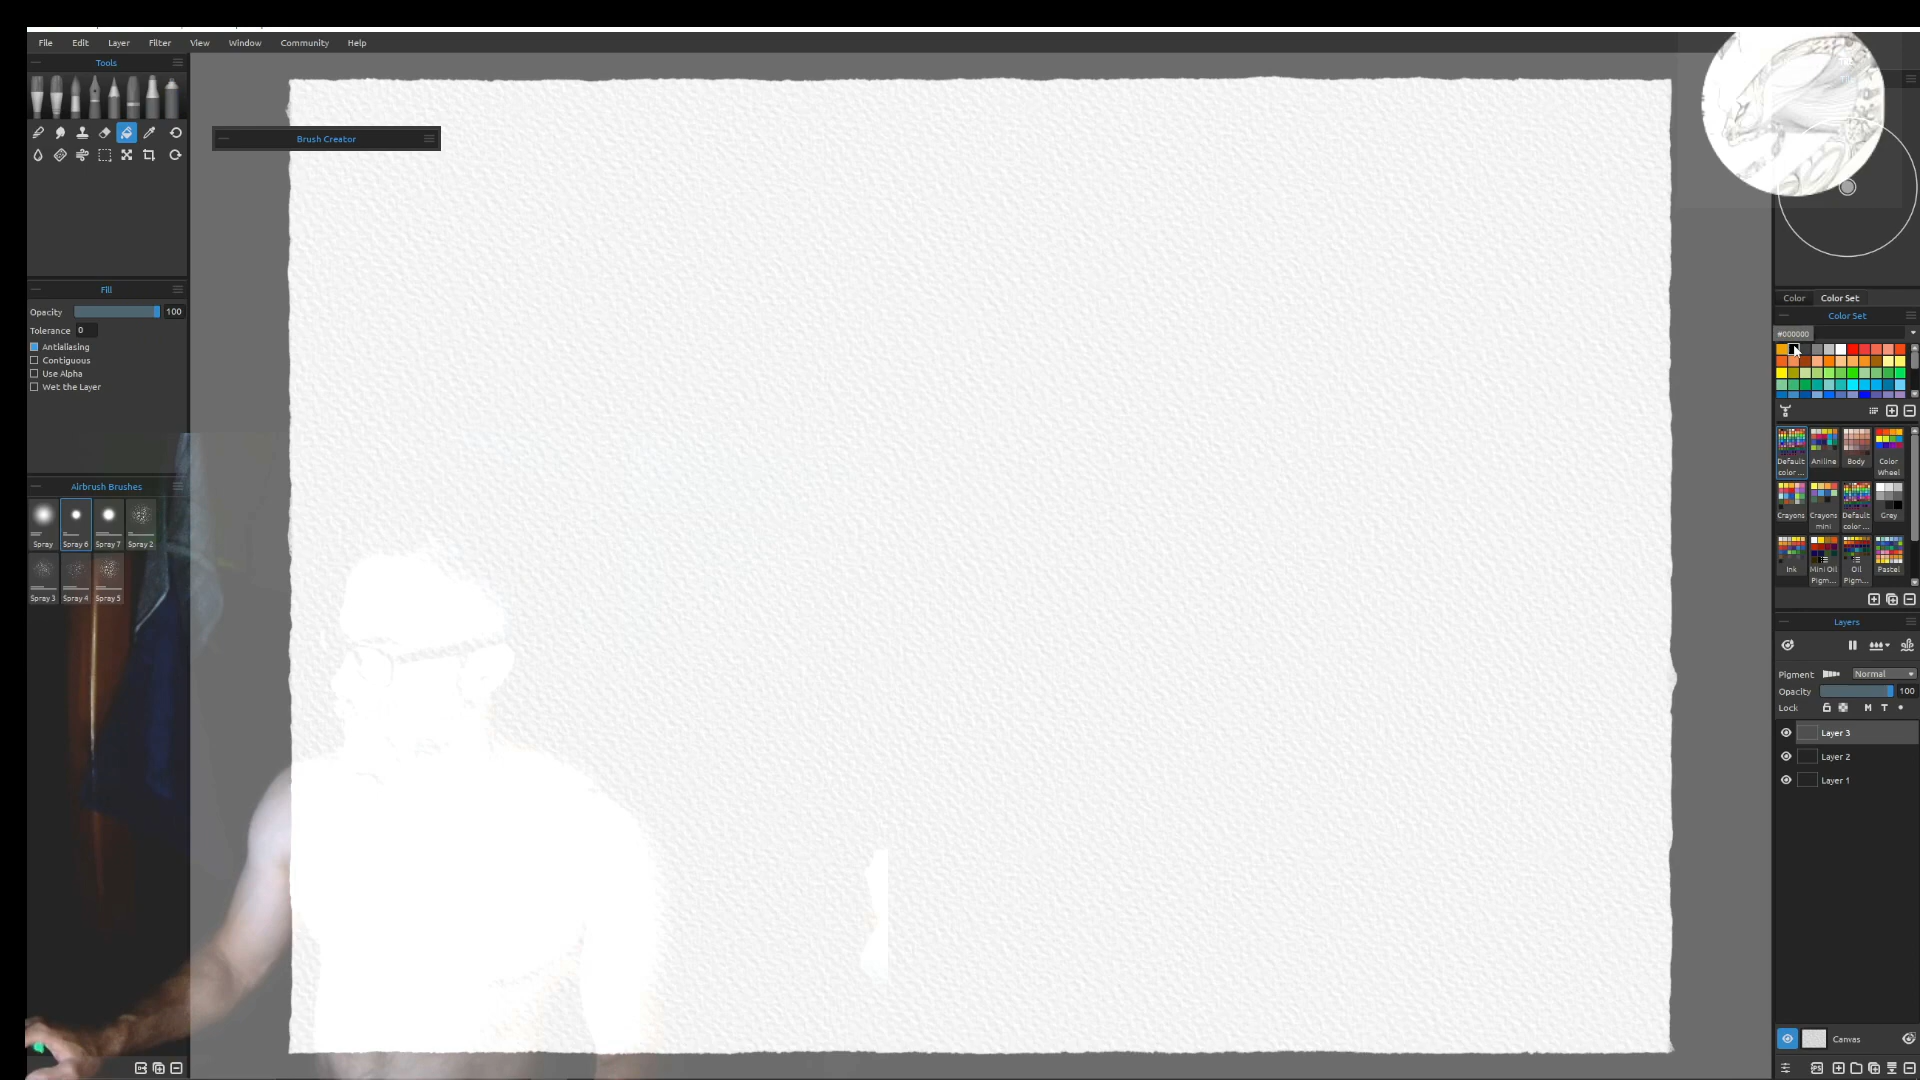 File Edit Layer Filter View Window Community Help
Tools
Brush Creator
Fill
Opacity 100
Tolerance 0
Antialiasing
Contiguous
Use Alpha
Wet the Layer
Airbrush Brushes
Spray Spray 6 Spray 7 Spray 2
Spray 3 Spray 4 Spray 5
Color Color Set
Color Set
#000000
Default color ... Aniline Body Color Wheel
Crayons Crayons mini Default color ... Grey
Ink Mini Oil Pigm... Oil Pigm... Pastel
Layers
Pigment Normal
Opacity 100
Lock M T
Layer 3
Layer 2
Layer 1
Canvas